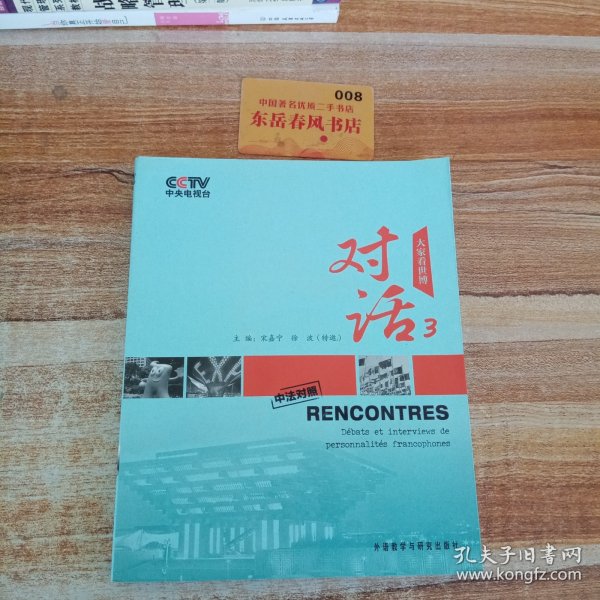 008
中国著名优质二手书店
东岳春风书店
CCTV
中央电视台
大家看世博
对话3
主 编：宋嘉宁 徐 波（特邀）
中法对照
RENCONTRES
Débats et interviews de
personnalités francophones
外语教学与研究出版社
孔夫子旧书网
www.kongfz.com